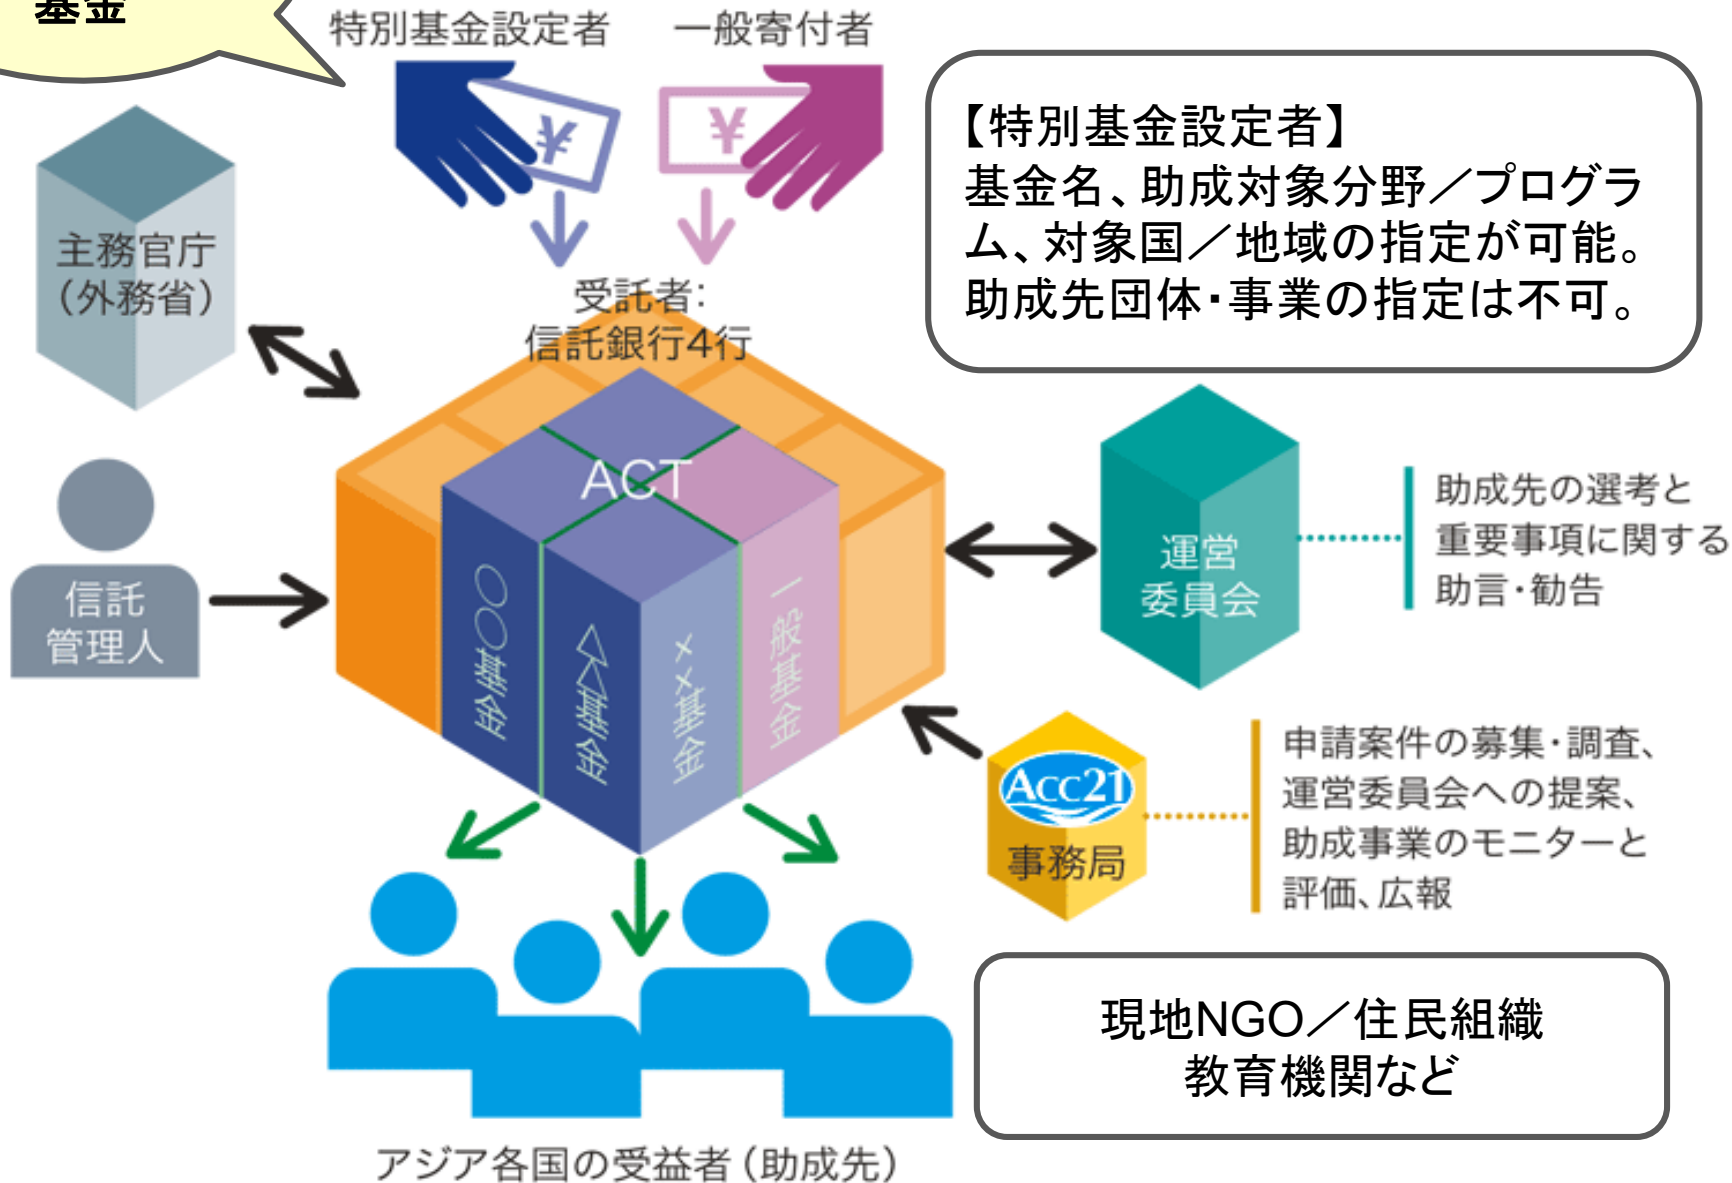 基金
特別基金設定者
一般寄付者
¥
¥
【特別基金設定者】
基金名、助成対象分野／プログラ
ム、対象国／地域の指定が可能。
助成先団体・事業の指定は不可。
主務官庁
（外務省）
受託者：
信託銀行4行
ACT
〇〇基金
△△基金
××基金
一般基金
信託
管理人
運営
委員会
助成先の選考と
重要事項に関する
助言・勧告
Acc21
事務局
申請案件の募集・調査、
運営委員会への提案、
助成事業のモニターと
評価、広報
現地NGO／住民組織
教育機関など
アジア各国の受益者（助成先）